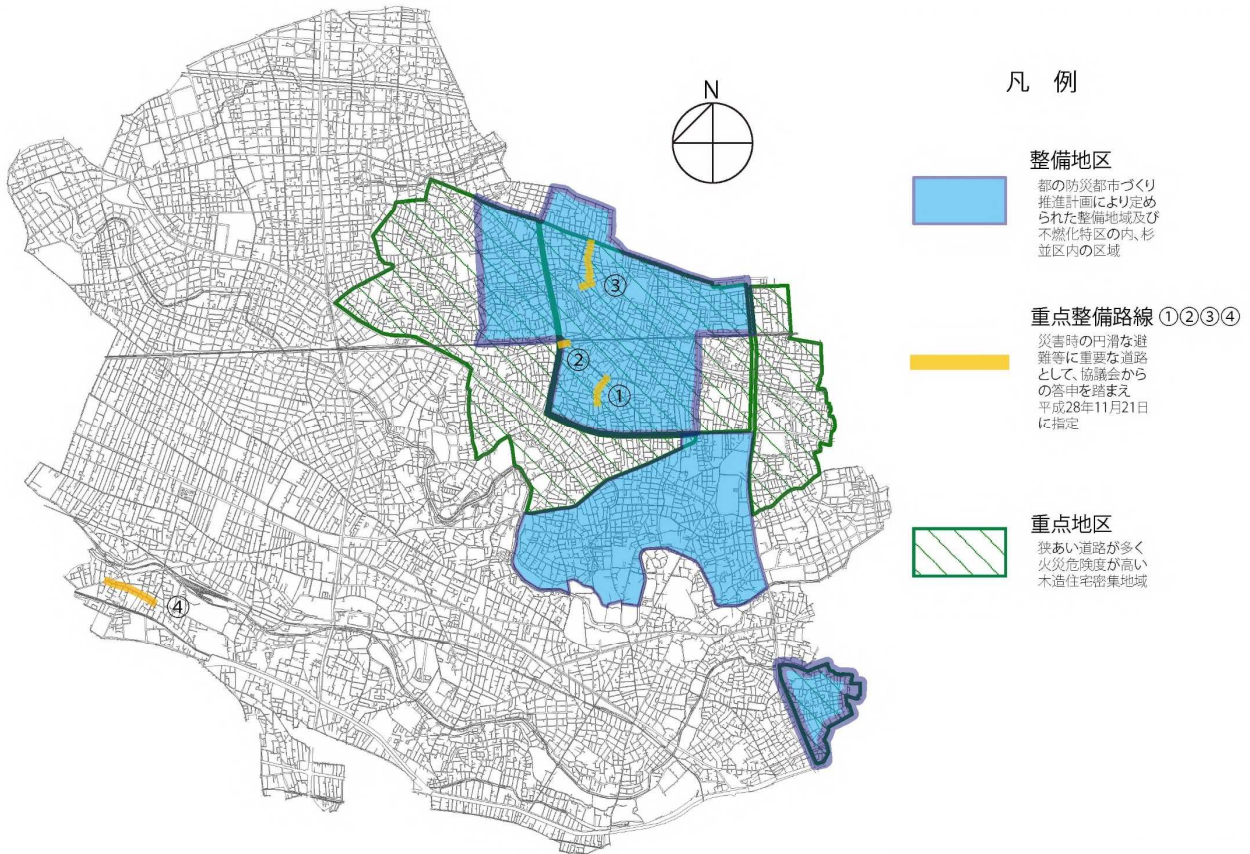 N
凡 例
整備地区
都の防災都市づくり
推進計画により定め
られた整備地域及び
不燃化特区の内、杉
並区内の区域
重点整備路線 ①②③④
災害時の円滑な避
難等に重要な道路
として、協議会から
の答申を踏まえ
平成28年11月21日
に指定
重点地区
狭あい道路が多く
火災危険度が高い
木造住宅密集地域
③
②
①
④